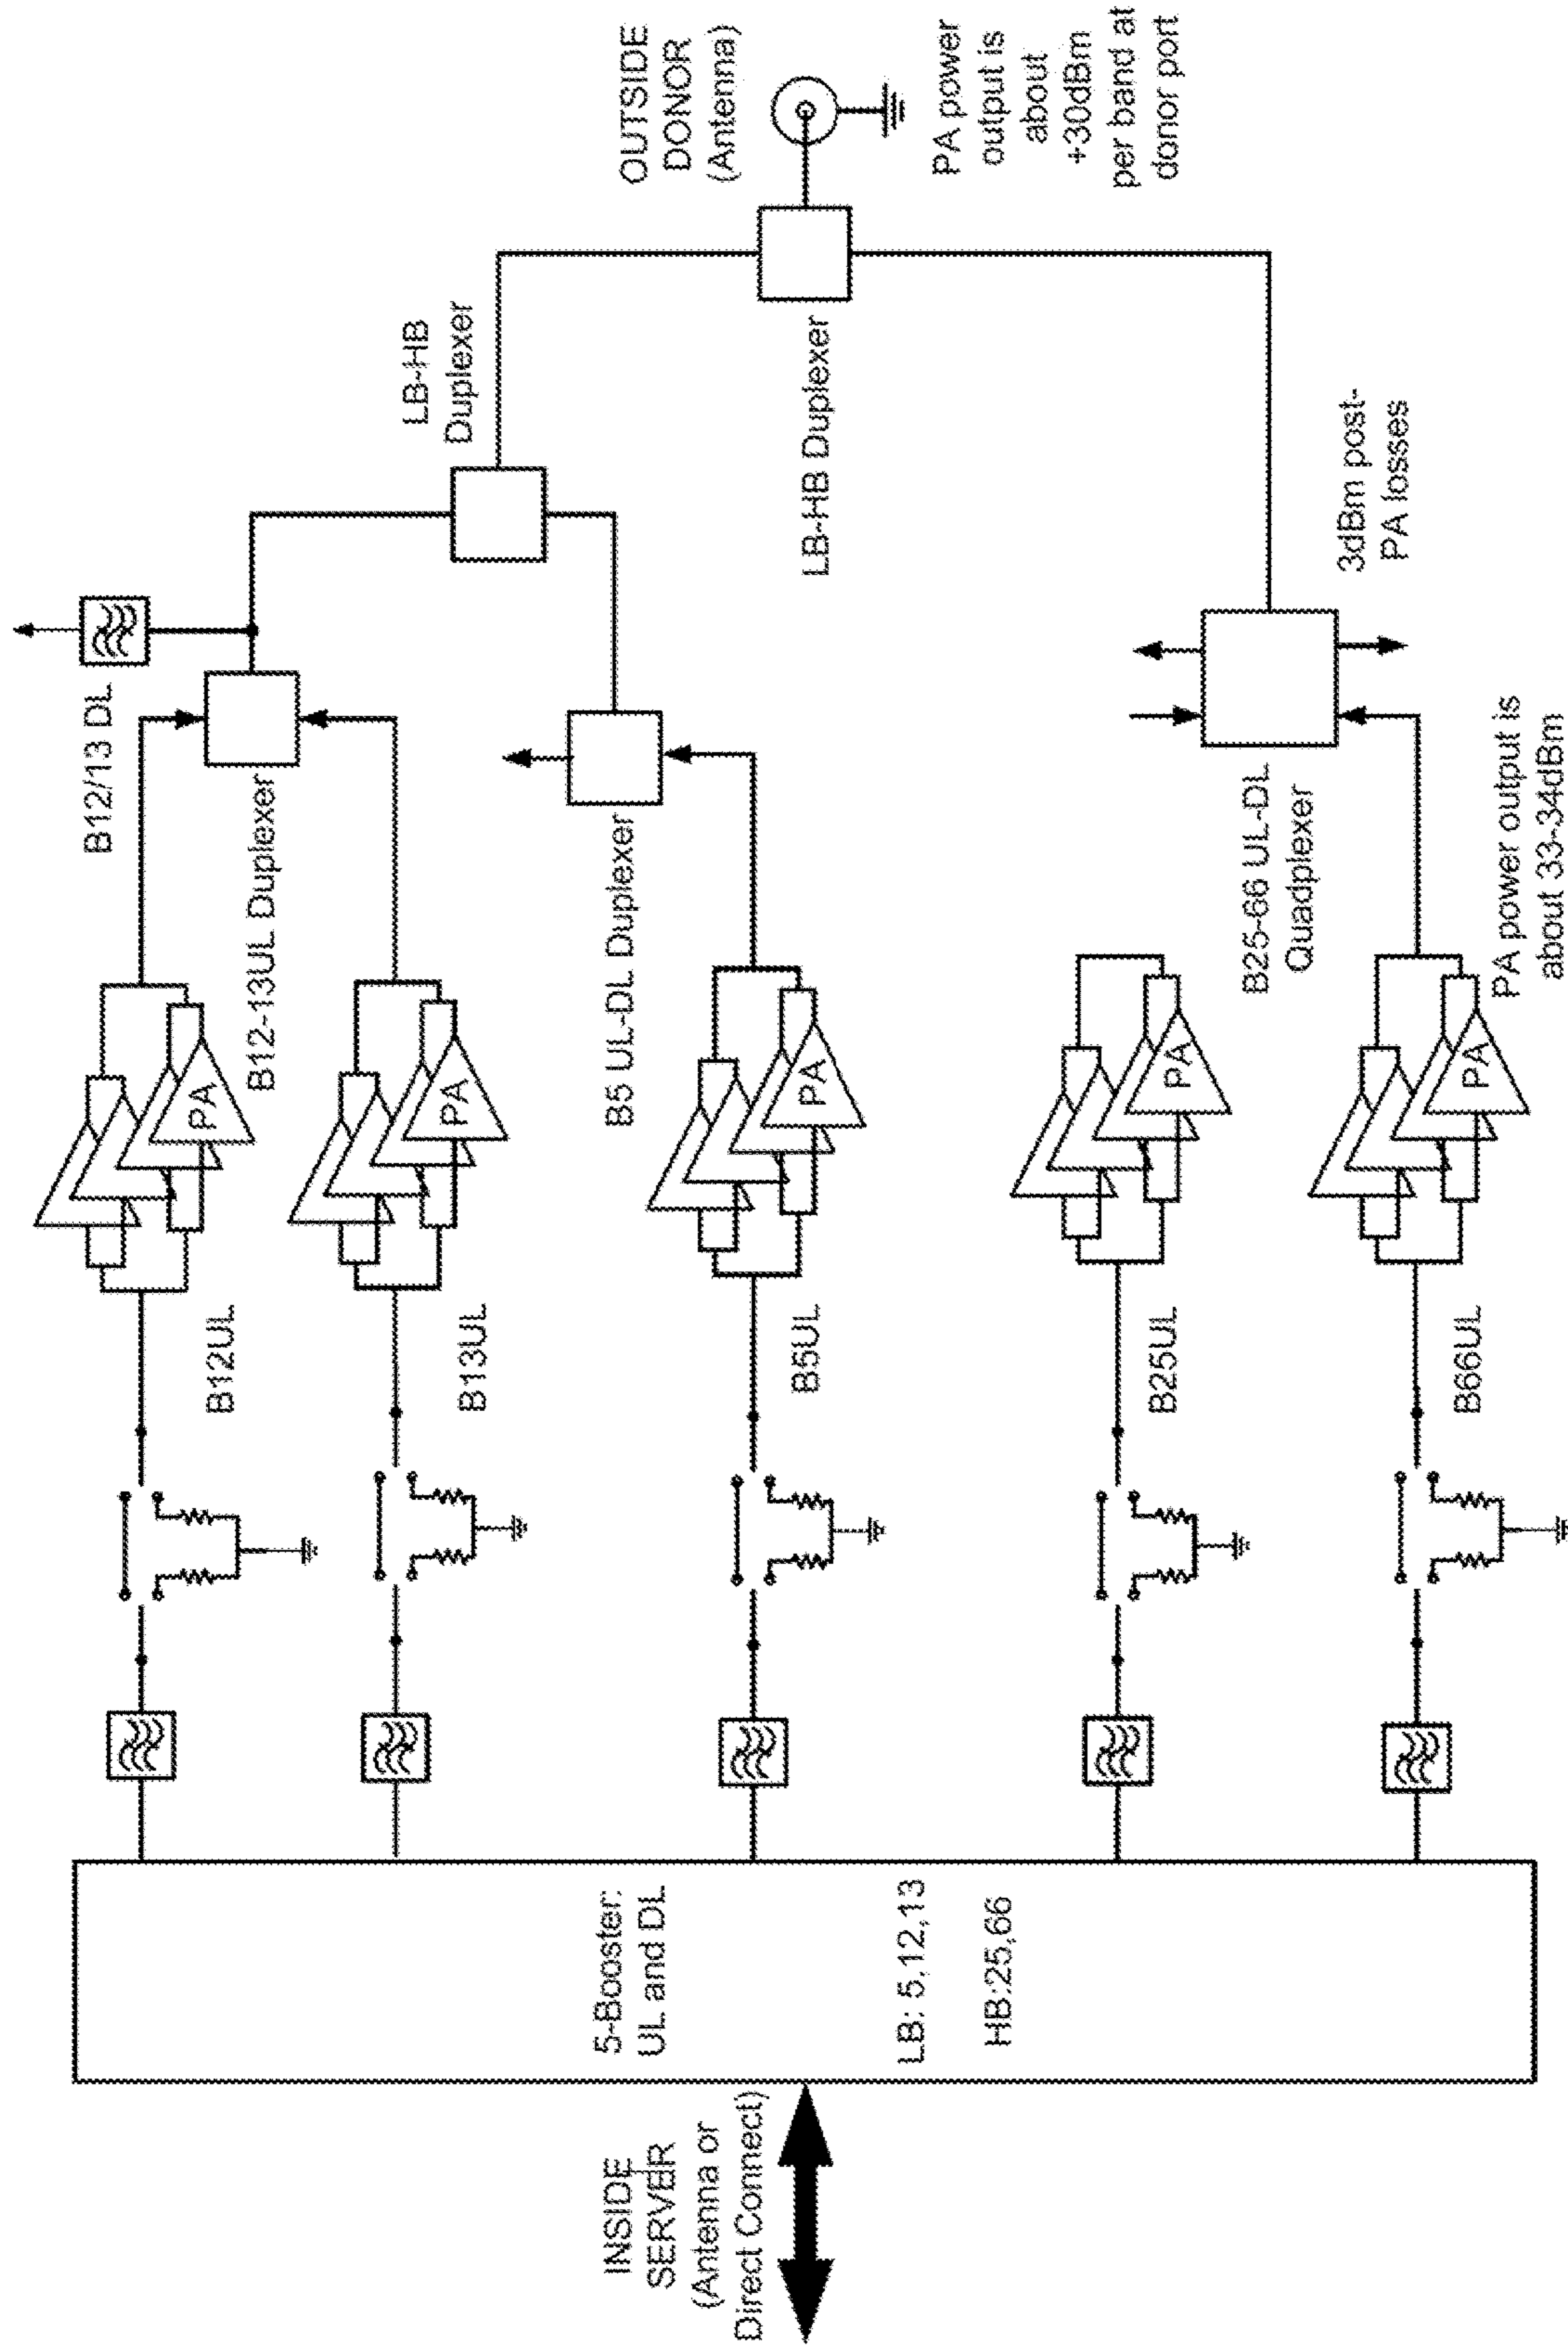 INSIDE
SERVER
(Antenna or
Direct Connect)
5-Booster:
UL and DL
LB: 5,12,13
HB:25,66
B12UL
B13UL
B5UL
B25UL
B66UL
PA
PA
PA
PA
PA
B12/13 DL
B12-13UL Duplexer
B5 UL-DL Duplexer
B25-66 UL-DL
Quadplexer
PA power output is
about 33-34dBm
LB-HB
Duplexer
LB-HB Duplexer
3dBm post-
PA losses
OUTSIDE
DONOR
(Antenna)
PA power
output is
about
+30dBm
per band at
donor port